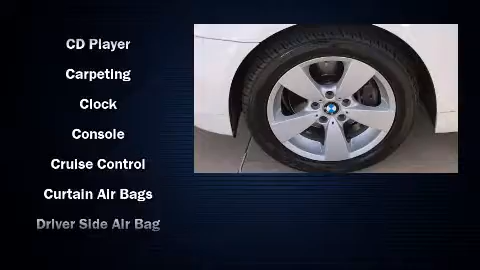 CD Player
Carpeting
Clock
Console
Cruise Control
Curtain Air Bags
Driver Side Air Bag